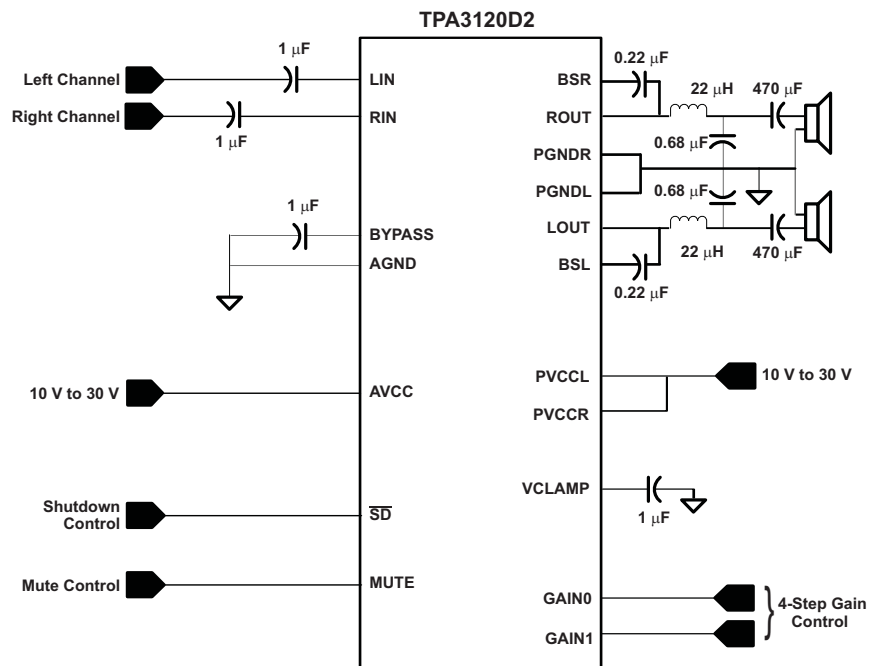 TPA3120D2
1 μF
Left Channel
LIN
Right Channel
RIN
1 μF
1 μF
BYPASS
AGND
10 V to 30 V
AVCC
Shutdown
Control
SD
Mute Control
MUTE
0.22 μF
BSR
22 μH
470 μF
ROUT
0.68 μF
PGNDR
PGNDL
0.68 μF
LOUT
22 μH
470 μF
BSL
0.22 μF
PVCCL
10 V to 30 V
PVCCR
VCLAMP
1 μF
GAIN0
4-Step Gain
Control
GAIN1